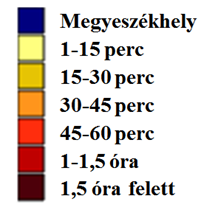 Megyeszékhely
1-15 perc
15-30 perc
30-45 perc
45-60 perc
1-1,5 óra
1,5 óra felett